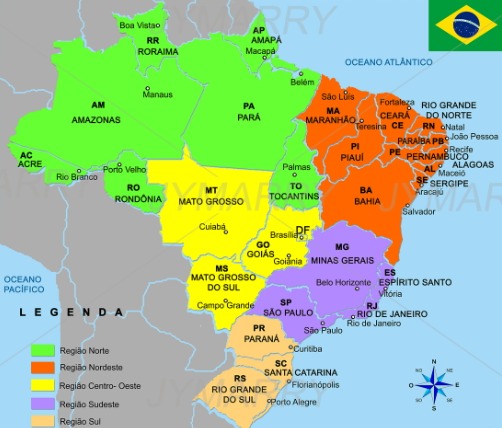 Boa Vista
RR
RORAIMA
AP
AMAPÁ
Macapá
OCEANO ATLÂNTICO
Belém
AM
AMAZONAS
Manaus
PA
PARÁ
São Luís
MA
MARANHÃO
Teresina
Fortaleza
CEARÁ
CE
RIO GRANDE
DO NORTE
RN
Natal
João Pessoa
PARAÍBA
PB
Recife
PE
PERNAMBUCO
ALAGOAS
AL
Maceió
SE
SERGIPE
Aracajú
PI
PIAUÍ
AC
ACRE
Rio Branco
Porto Velho
RO
RONDÔNIA
Palmas
TO
TOCANTINS
BA
BAHIA
Salvador
MT
MATO GROSSO
Cuiabá
DF
Brasília
GO
GOIÁS
Goiânia
MG
MINAS GERAIS
Belo Horizonte
ES
ESPÍRITO SANTO
Vitória
MS
MATO GROSSO
DO SUL
Campo Grande
SP
SÃO PAULO
São Paulo
RJ
RIO DE JANEIRO
Rio de Janeiro
OCEANO
PACÍFICO
PR
PARANÁ
Curitiba
SC
SANTA CATARINA
Florianópolis
RS
RIO GRANDE
DO SUL
Porto Alegre
LEGENDA
Região Norte
Região Nordeste
Região Centro- Oeste
Região Sudeste
Região Sul
N
NO
NE
O
E
SO
SE
S
JYMARRY
JYMARRY
JYMARRY